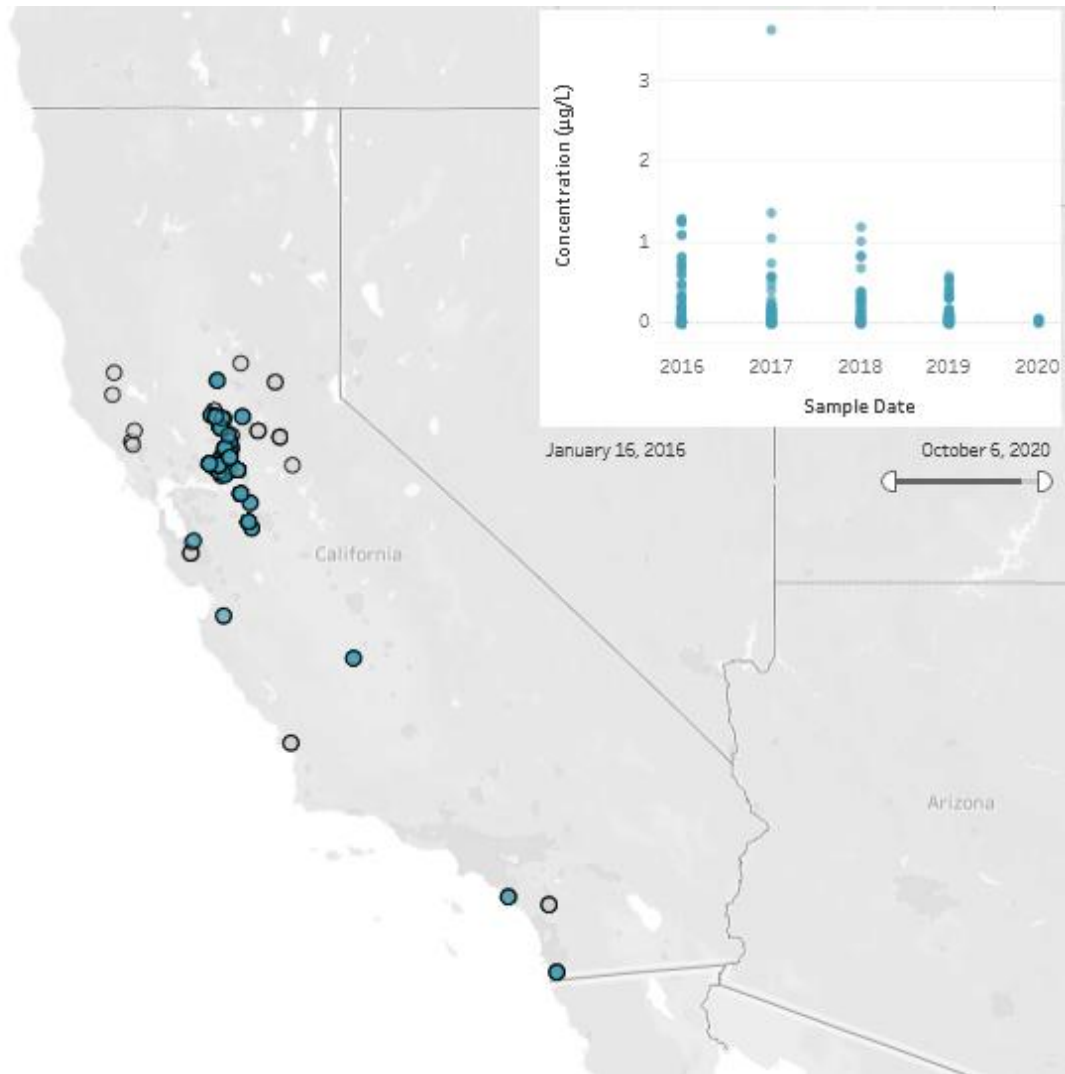 Concentration (µg/L)
3
2
1
0
2016 2017 2018 2019 2020
Sample Date
January 16, 2016 October 6, 2020
California
Arizona